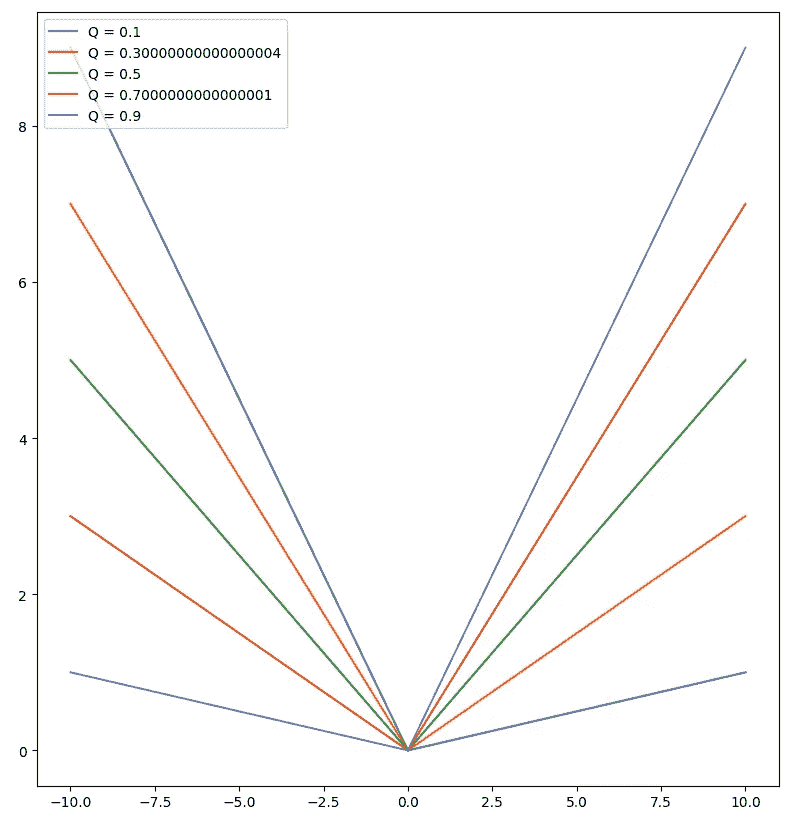 Q = 0.1
Q = 0.30000000000000004
Q = 0.5
Q = 0.7000000000000001
Q = 0.9
8
6
4
2
0
−10.0 −7.5 −5.0 −2.5 0.0 2.5 5.0 7.5 10.0